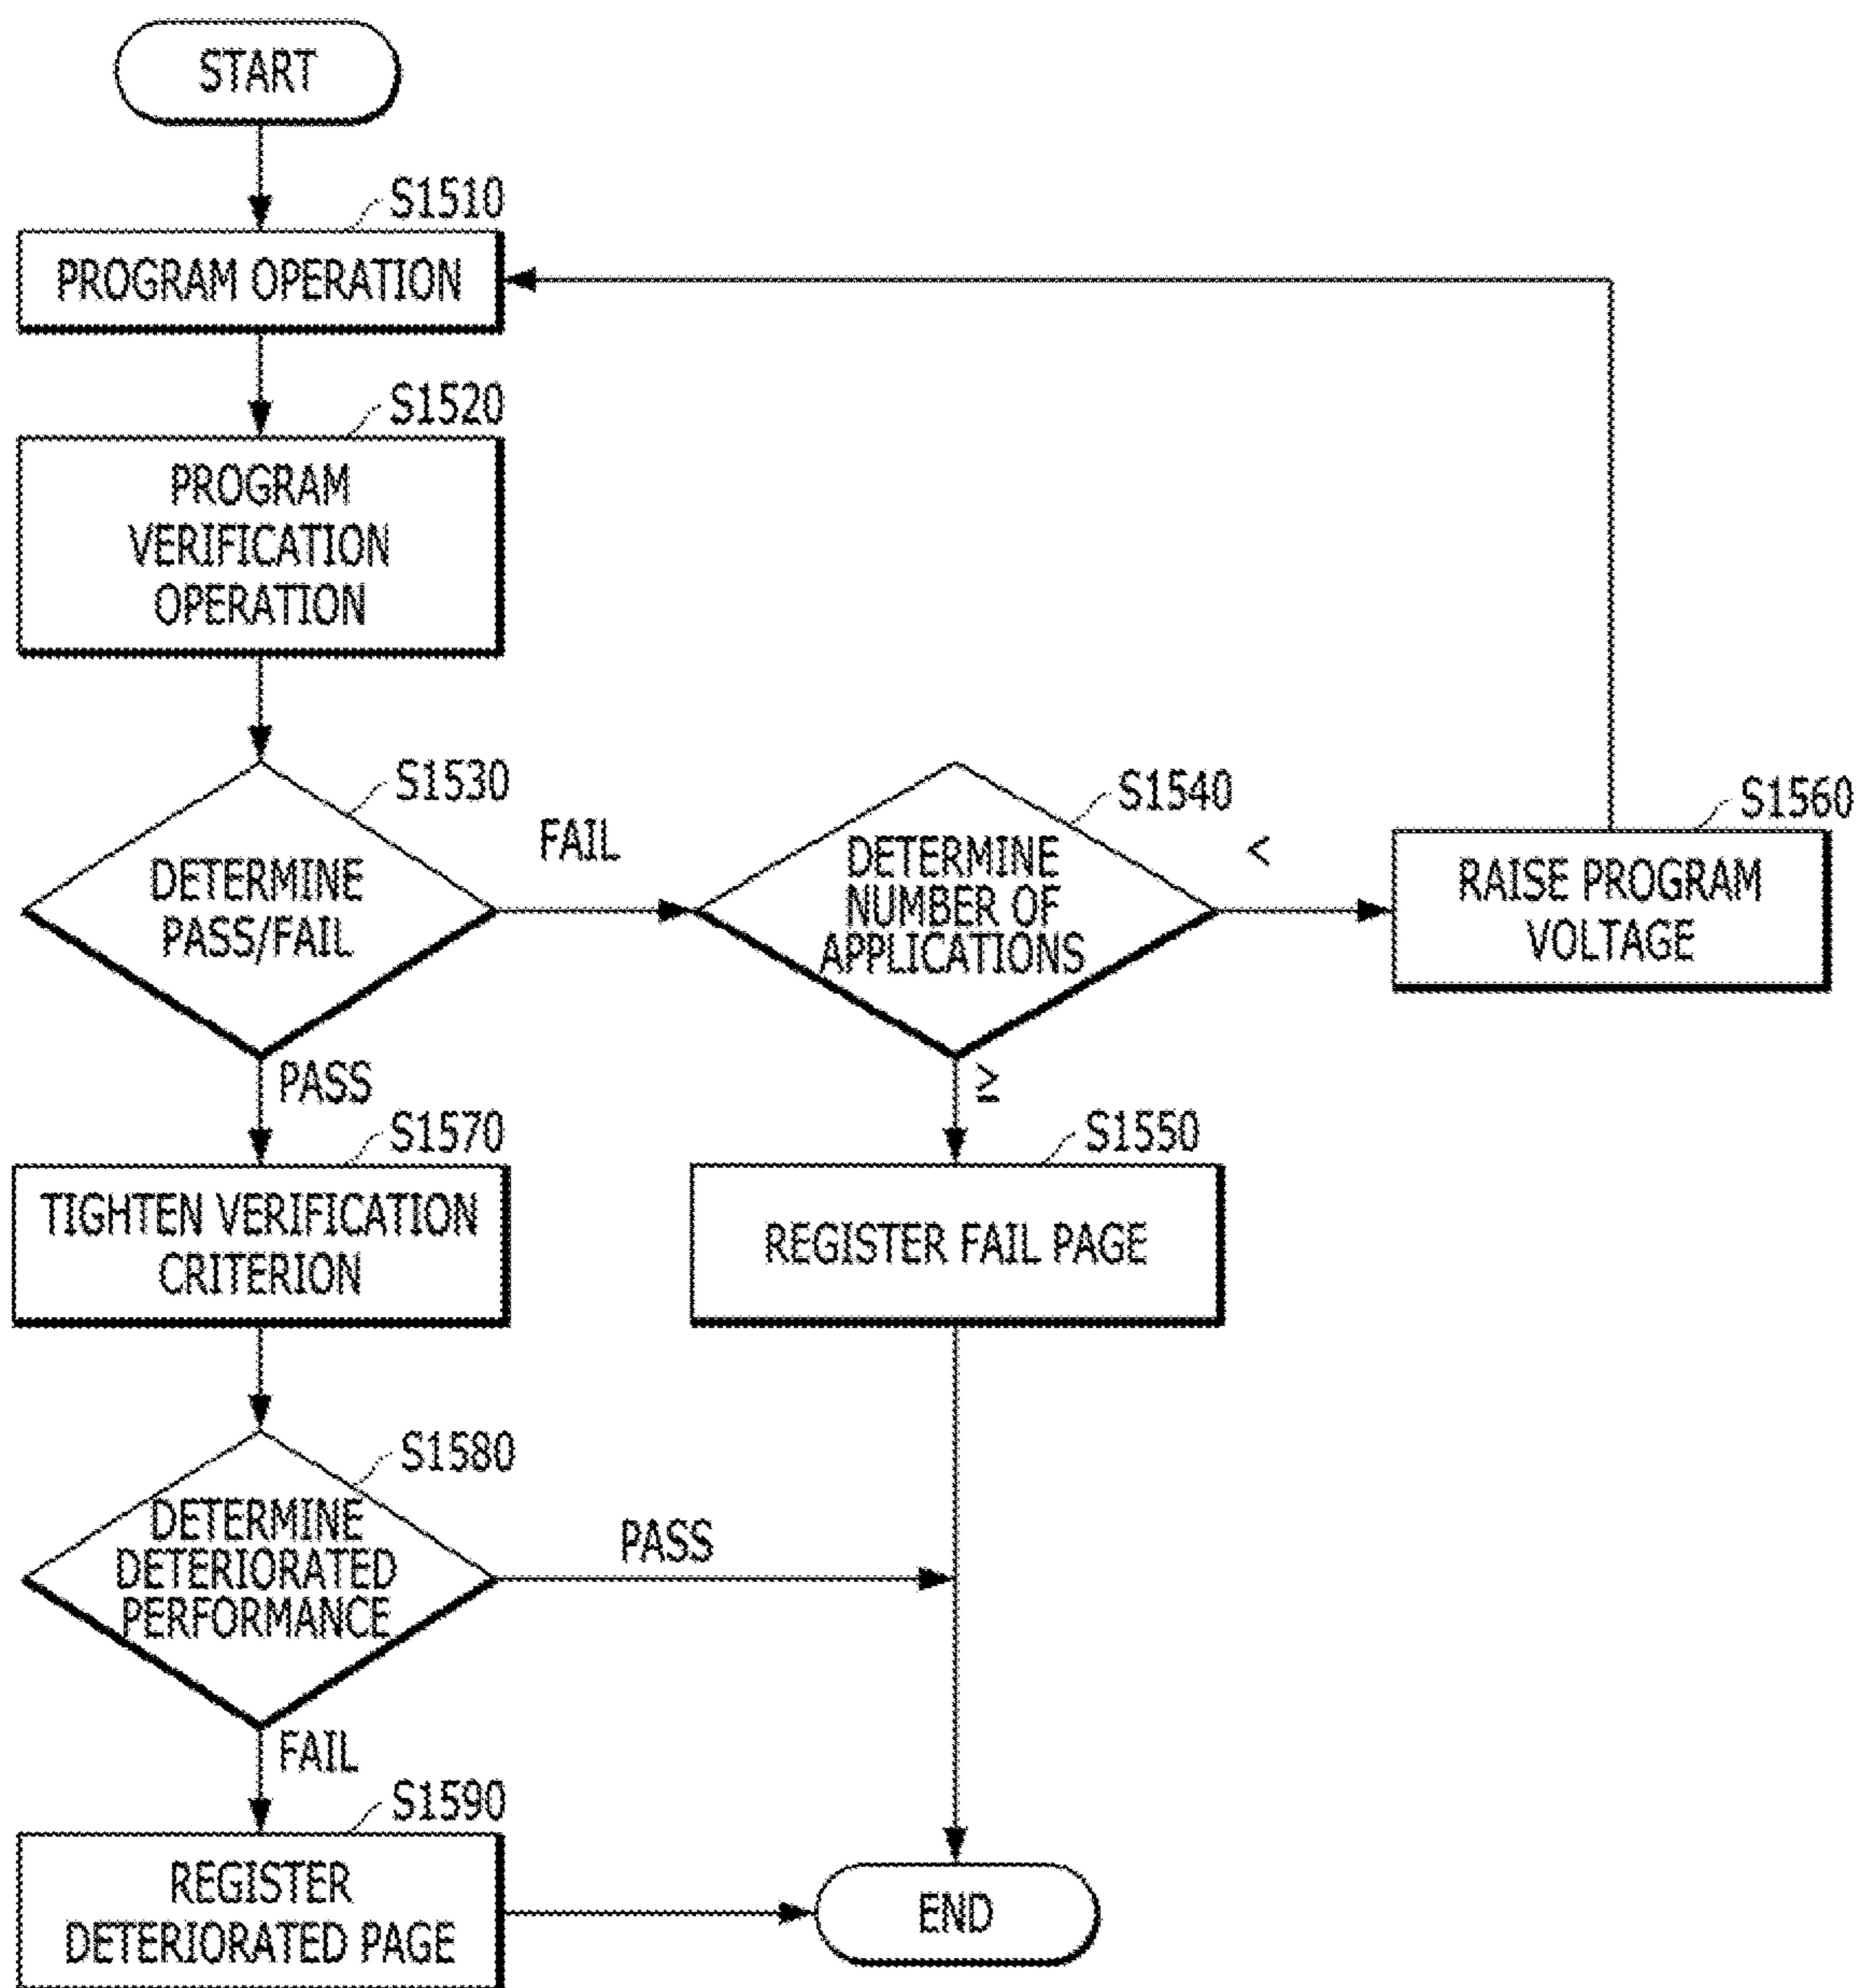 START
S1510
PROGRAM OPERATION
S1520
PROGRAM
VERIFICATION
OPERATION
S1530
DETERMINE
PASS/FAIL
FAIL
S1540
DETERMINE
NUMBER OF
APPLICATIONS
<
S1560
RAISE PROGRAM
VOLTAGE
PASS
≥
S1570
TIGHTEN VERIFICATION
CRITERION
S1550
REGISTER FAIL PAGE
S1580
DETERMINE
DETERIORATED
PERFORMANCE
PASS
FAIL
S1590
REGISTER
DETERIORATED PAGE
END